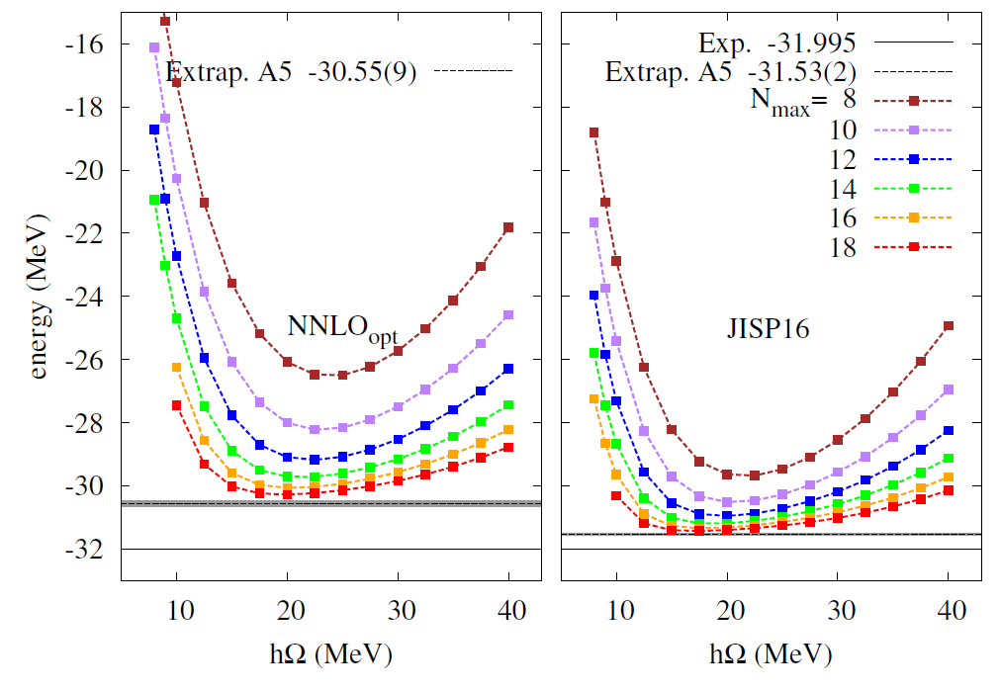 energy (MeV)
-16
-18
-20
-22
-24
-26
-28
-30
-32
Extrap. A5 -30.55(9)
NNLOopt
10 20 30 40
hΩ (MeV)
Exp. -31.995
Extrap. A5 -31.53(2)
Nmax= 8
10
12
14
16
18
JISP16
10 20 30 40
hΩ (MeV)